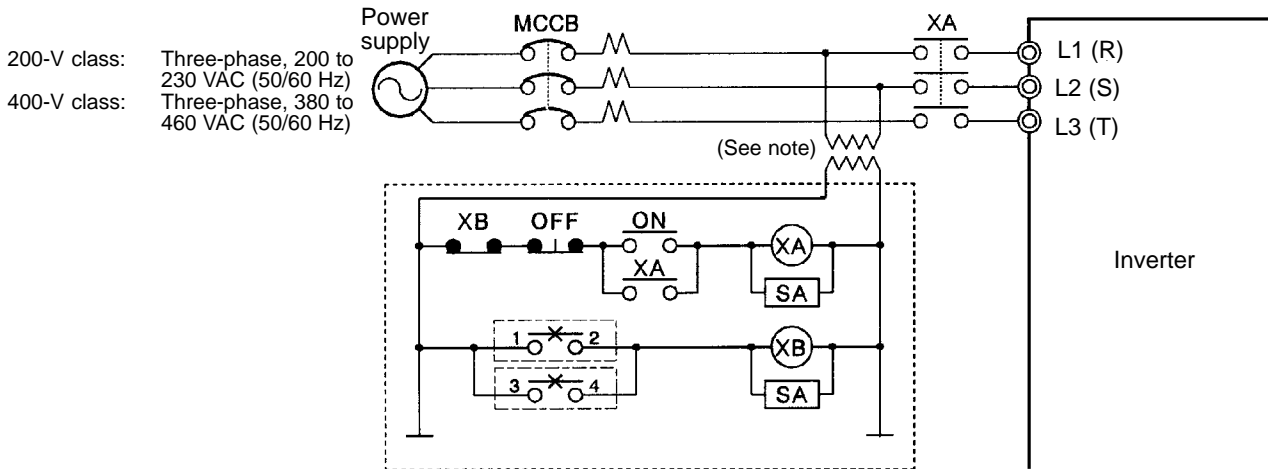 Power
supply
MCCB
XA
200-V class: Three-phase, 200 to
230 VAC (50/60 Hz)
400-V class: Three-phase, 380 to
460 VAC (50/60 Hz)
L1 (R)
L2 (S)
L3 (T)
(See note)
XB OFF ON
XA
XA
SA
Inverter
1 2
XB
3 4
SA